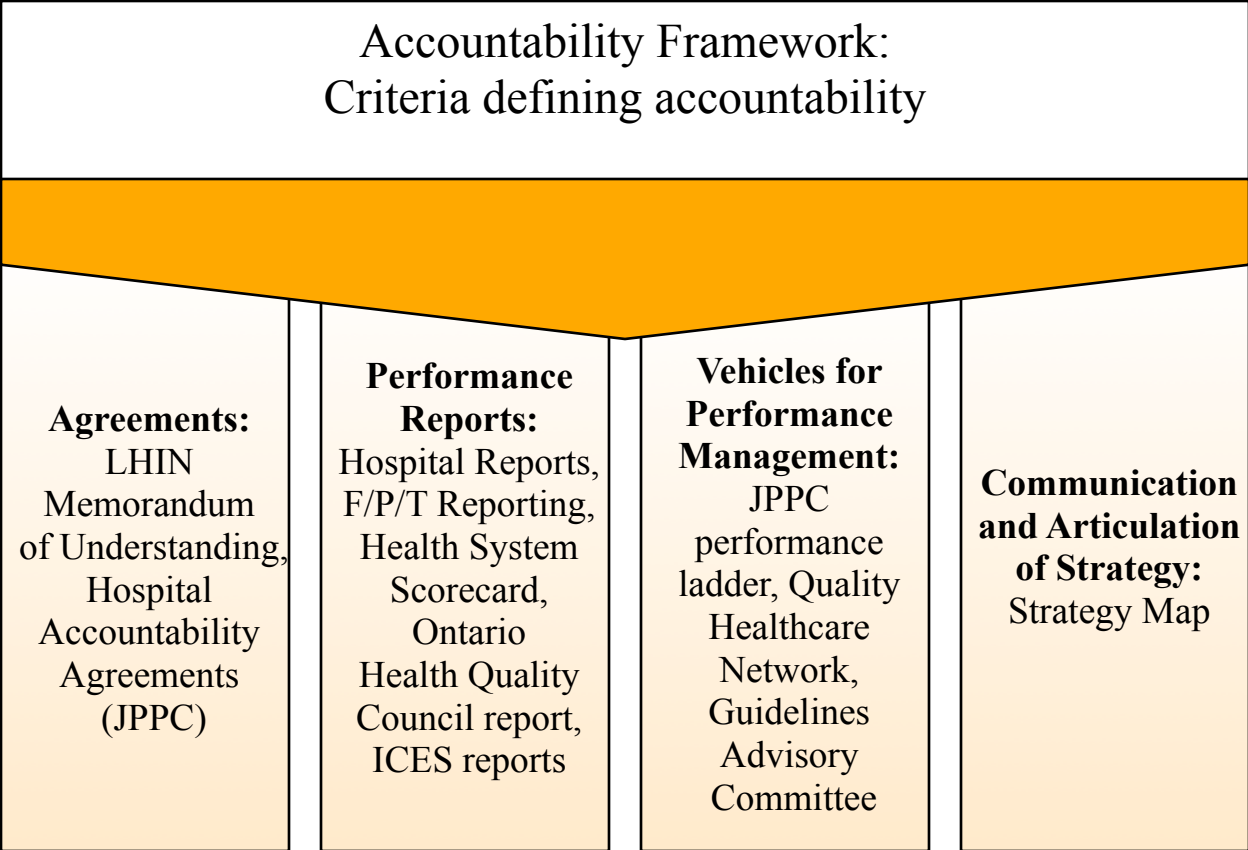 Accountability Framework:
Criteria defining accountability
Agreements:
LHIN
Memorandum
of Understanding,
Hospital
Accountability
Agreements
(JPPC)
Performance
Reports:
Hospital Reports,
F/P/T Reporting,
Health System
Scorecard,
Ontario
Health Quality
Council report,
ICES reports
Vehicles for
Performance
Management:
JPPC
performance
ladder, Quality
Healthcare
Network,
Guidelines
Advisory
Committee
Communication
and Articulation
of Strategy:
Strategy Map